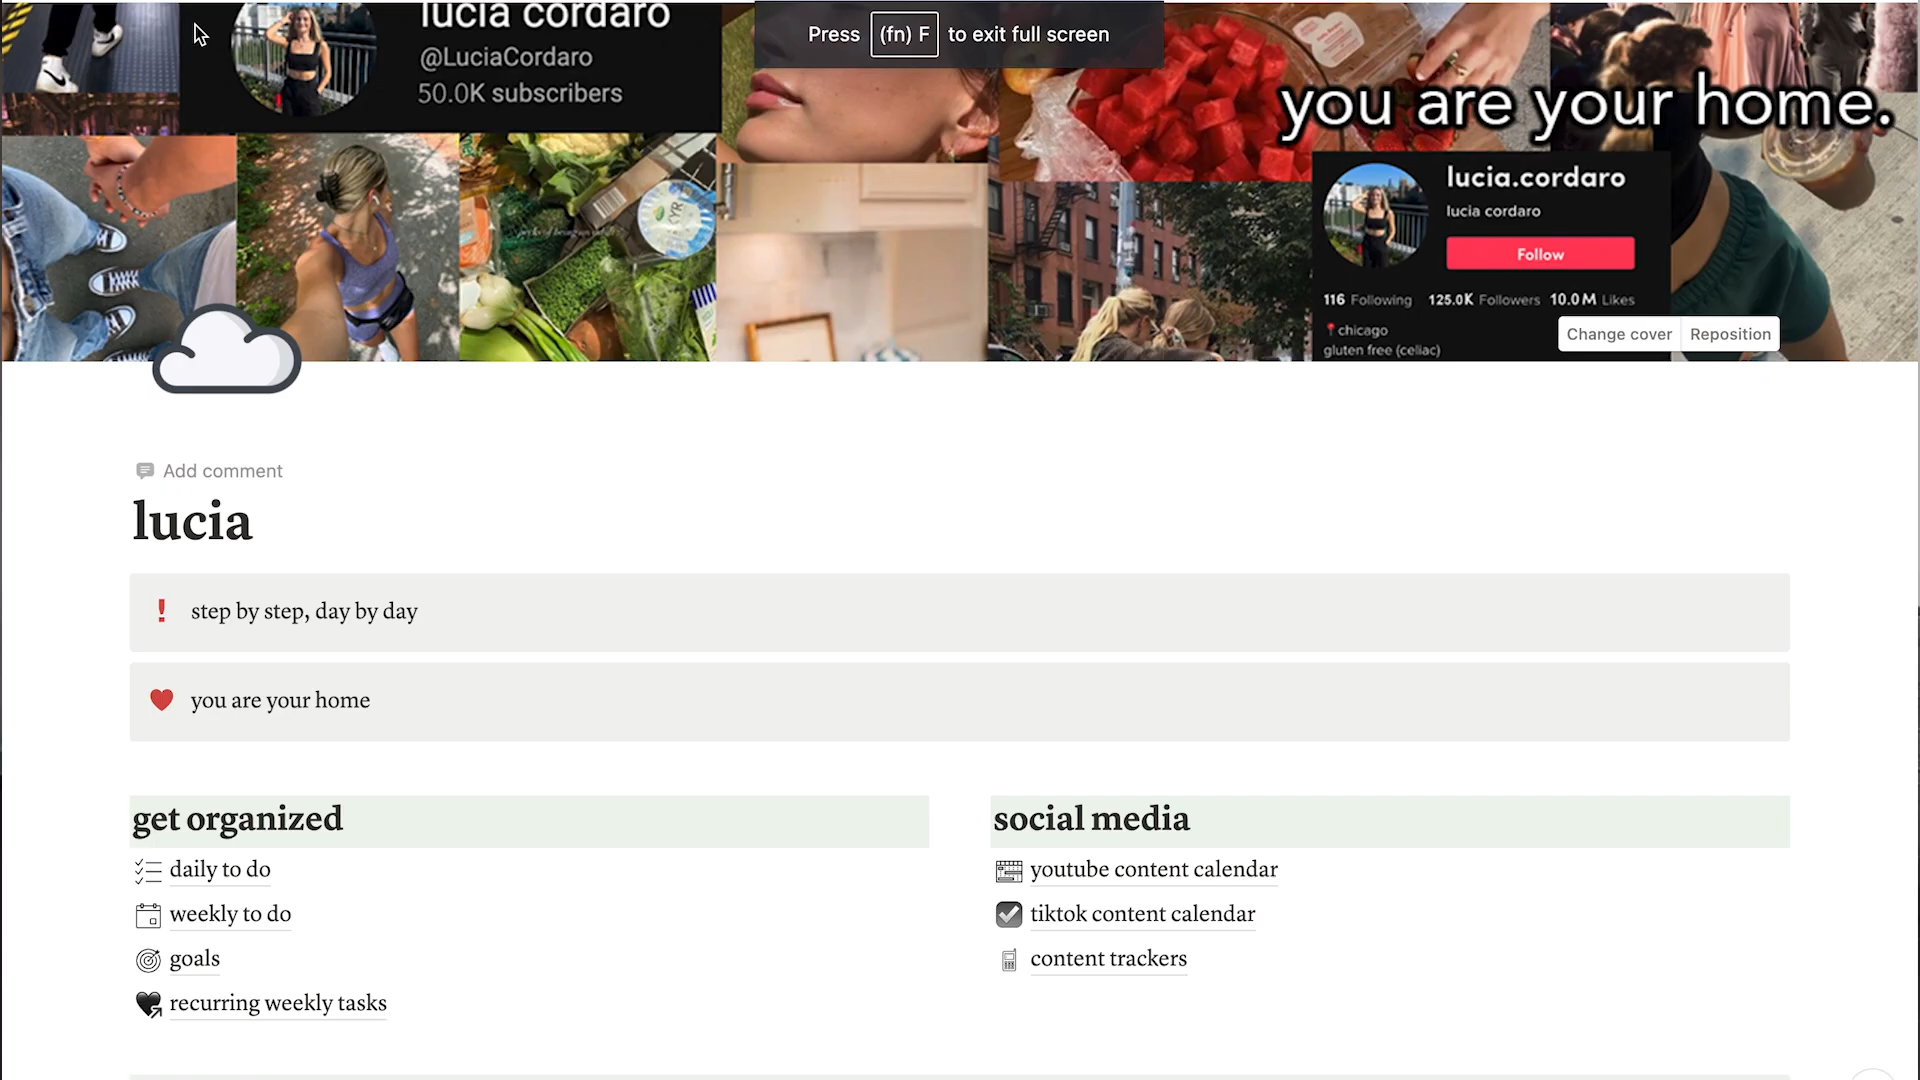 lucia cordaro
@LuciaCordaro
50.0K subscribers
Press (fn) F to exit full screen
you are your home.
lucia.cordaro
lucia cordaro
Follow
116 Following 125.0K Followers 10.0M Likes
chicago
gluten free (celiac)
Change cover Reposition
Add comment
lucia
step by step, day by day
you are your home
get organized
daily to do
weekly to do
goals
recurring weekly tasks
social media
youtube content calendar
tiktok content calendar
content trackers